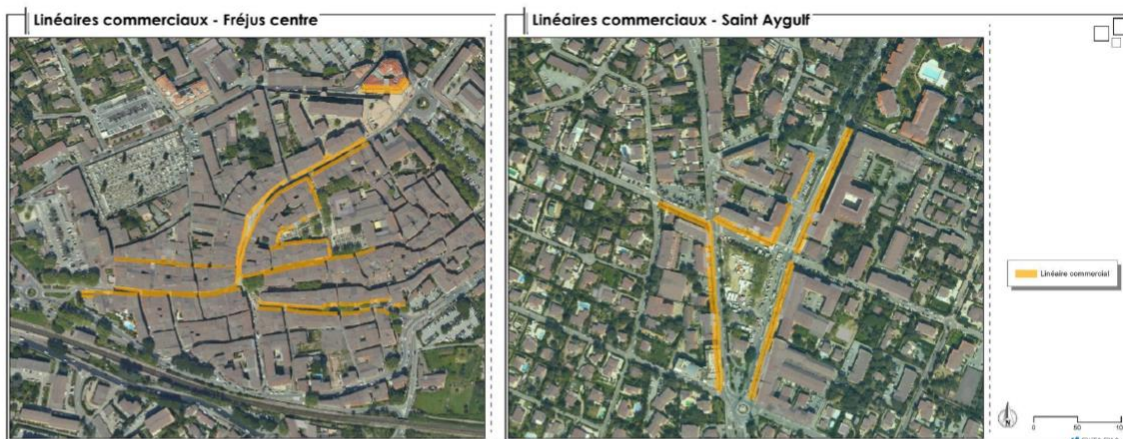 Linéaires commerciaux - Fréjus centre
Linéaires commerciaux - Saint Aygulf
Linéaire commercial
N
0 50